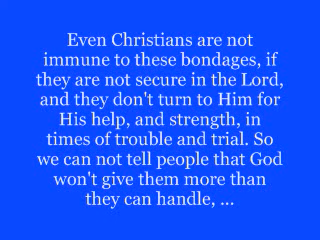 Even Christians are not
immune to these bondages, if
they are not secure in the Lord,
and they don't turn to Him for
His help, and strength, in
times of trouble and trial. So
we can not tell people that God
won't give them more than
they can handle, ...